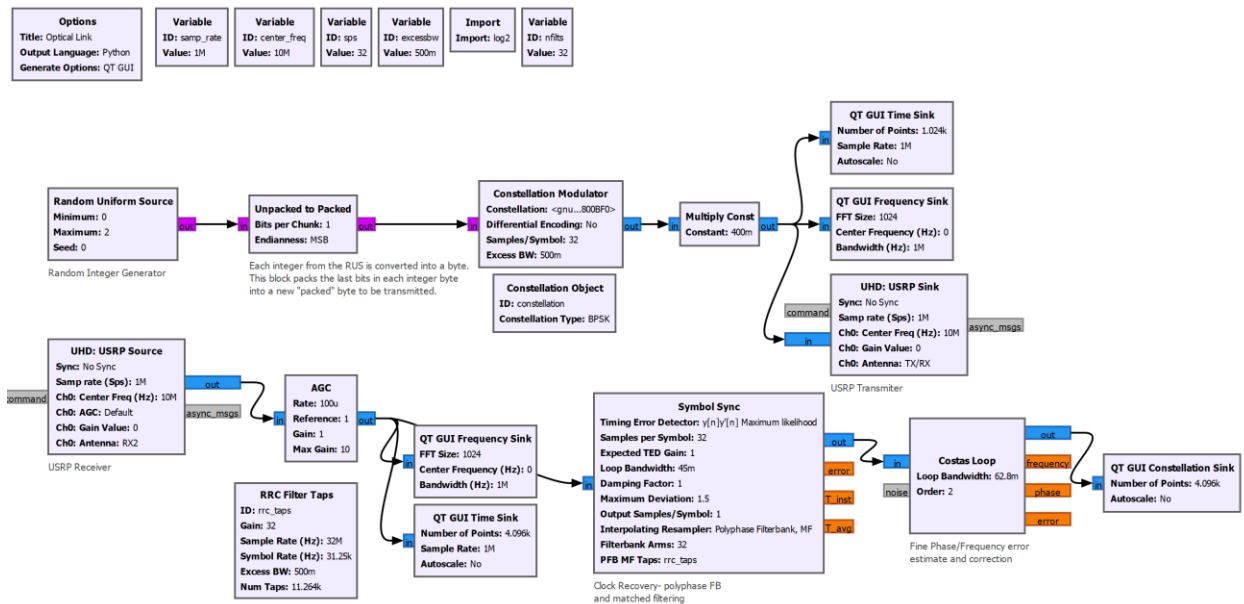 Options
Title: Optical Link
Output Language: Python
Generate Options: QT GUI
Variable
ID: samp_rate
Value: 1M
Variable
ID: center_freq
Value: 10M
Variable
ID: sps
Value: 32
Variable
ID: excessbw
Value: 500m
Import
Import: log2
Variable
ID: nfilts
Value: 32
Random Uniform Source
Minimum: 0
Maximum: 2
Seed: 0
out
Random Integer Generator
in
Unpacked to Packed
Bits per Chunk: 1
Endianness: MSB
out
Each integer from the RUS is converted into a byte.
This block packs the last bits in each integer byte
into a new "packed" byte to be transmitted.
in
Constellation Modulator
Constellation: <gnu...800BF0>
Differential Encoding: No
Samples/Symbol: 32
Excess BW: 500m
out
Constellation Object
ID: constellation
Constellation Type: BPSK
in
Multiply Const
Constant: 400m
out
in
QT GUI Time Sink
Number of Points: 1.024k
Sample Rate: 1M
Autoscale: No
in
QT GUI Frequency Sink
FFT Size: 1024
Center Frequency (Hz): 0
Bandwidth (Hz): 1M
command
in
UHD: USRP Sink
Sync: No Sync
Samp rate (Sps): 1M
Ch0: Center Freq (Hz): 10M
Ch0: Gain Value: 0
Ch0: Antenna: TX/RX
async_msgs
USRP Transmiter
command
UHD: USRP Source
Sync: No Sync
Samp rate (Sps): 1M
Ch0: Center Freq (Hz): 10M
Ch0: AGC: Default
Ch0: Gain Value: 0
Ch0: Antenna: RX2
out
async_msgs
USRP Receiver
in
AGC
Rate: 100u
Reference: 1
Gain: 1
Max Gain: 10
out
RRC Filter Taps
ID: rrc_taps
Gain: 32
Sample Rate (Hz): 32M
Symbol Rate (Hz): 31.25k
Excess BW: 500m
Num Taps: 11.264k
in
QT GUI Frequency Sink
FFT Size: 1024
Center Frequency (Hz): 0
Bandwidth (Hz): 1M
in
QT GUI Time Sink
Number of Points: 4.096k
Sample Rate: 1M
Autoscale: No
in
Symbol Sync
Timing Error Detector: y[n]y'[n] Maximum likelihood
Samples per Symbol: 32
Expected TED Gain: 1
Loop Bandwidth: 45m
Damping Factor: 1
Maximum Deviation: 1.5
Output Samples/Symbol: 1
Interpolating Resampler: Polyphase Filterbank, MF
Filterbank Arms: 32
PFB MF Taps: rrc_taps
out
error
T_inst
T_avg
Clock Recovery- polyphase FB
and matched filtering
in
noise
Costas Loop
Loop Bandwidth: 62.8m
Order: 2
out
frequency
phase
error
Fine Phase/Frequency error
estimate and correction
in
QT GUI Constellation Sink
Number of Points: 4.096k
Autoscale: No